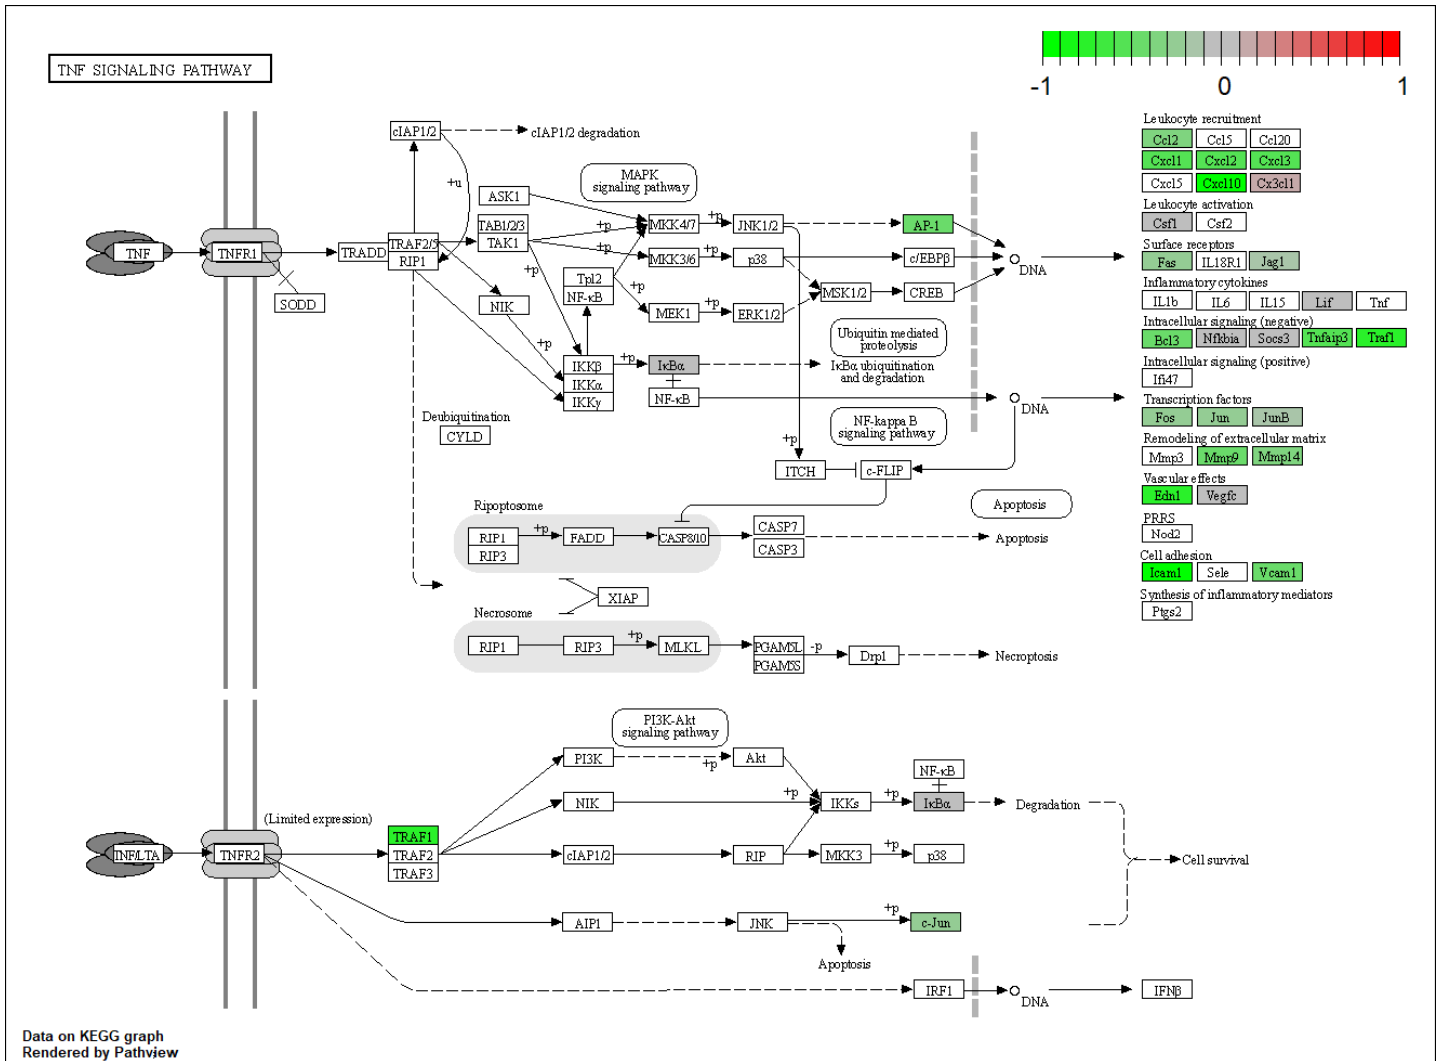 TNF SIGNALING PATHWAY
-1
0
1
cIAP1/2
cIAP1/2 degradation
+u
MAPK
signaling pathway
ASK1
TAB1/2/3
TAK1
+p
+p
+p
MKK4/7
+p
JNK1/2
AP-1
TNF
TNFR1
SODD
TRADD
TRAF2/5
RIP1
MKK3/6
+p
p38
c/EBPβ
DNA
Tpl2
NF-κB
+p
+p
MSK1/2
CREB
NIK
MEK1
+p
ERK1/2
+p
+p
Ubiquitin mediated
proteolysis
IKKβ
IKKα
IKKγ
+p
IκBα
IκBα ubiquitination
and degradation
NF-κB
DNA
Deubiquitination
CYLD
NF-kappa B
signaling pathway
+p
ITCH
c-FLIP
Ripoptosome
RIP1
RIP3
+p
FADD
CASP8/10
CASP7
CASP3
Apoptosis
Apoptosis
XIAP
Necrosome
RIP1
RIP3
+p
MLKL
PGAM5L
PGAM5S
-p
Drp1
Necroptosis
Leukocyte recruitment
Ccl2 Ccl5 Ccl20
Cxcl1 Cxcl2 Cxcl3
Cxcl5 Cxcl10 Cx3cl1
Leukocyte activation
Csf1 Csf2
Surface receptors
Fas IL18R1 Jag1
Inflammatory cytokines
IL1b IL6 IL15 Lif Tnf
Intracellular signaling (negative)
Bcl3 Nfkbia Socs3 Tnfaip3 Traf1
Intracellular signaling (positive)
Ifi47
Transcription factors
Fos Jun JunB
Remodeling of extracellular matrix
Mmp3 Mmp9 Mmp14
Vascular effects
Edn1 Vegfc
PRRS
Nod2
Cell adhesion
Icam1 Sele Vcam1
Synthesis of inflammatory mediators
Ptgs2
PI3K-Akt
signaling pathway
PI3K
+p
Akt
NF-κB
NIK
+p
IKKs
+p
IκBα
Degradation
(Limited expression)
TNF/LTA
TNFR2
TRAF1
TRAF2
TRAF3
cIAP1/2
RIP
MKK3
+p
p38
Cell survival
AIP1
JNK
+p
c-Jun
Apoptosis
IRF1
DNA
IFNβ
Data on KEGG graph
Rendered by Pathview